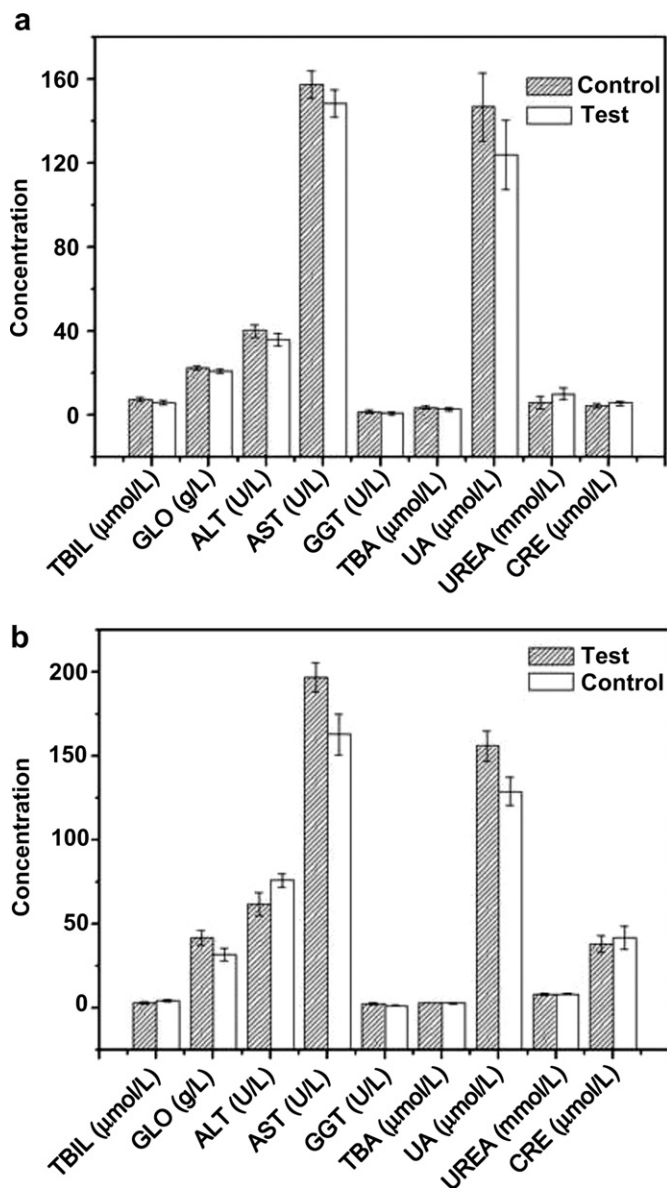 a
160
120
80
40
0
Concentration
Control
Test
TBIL (µmol/L)
GLO (g/L)
ALT (U/L)
AST (U/L)
GGT (U/L)
TBA (µmol/L)
UA (µmol/L)
UREA (mmol/L)
CRE (µmol/L)
b
200
150
100
50
0
Concentration
Test
Control
TBIL (µmol/L)
GLO (g/L)
ALT (U/L)
AST (U/L)
GGT (U/L)
TBA (µmol/L)
UA (µmol/L)
UREA (mmol/L)
CRE (µmol/L)